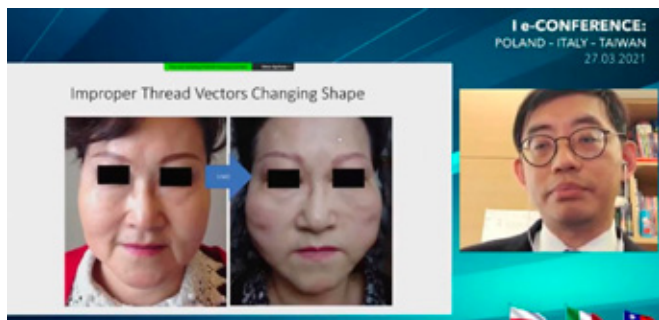 I e-CONFERENCE:
POLAND - ITALY - TAIWAN
27.03.2021
Improper Thread Vectors Changing Shape